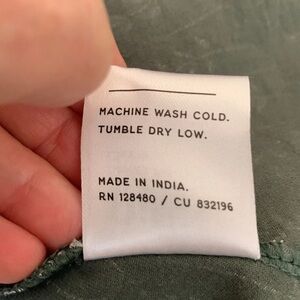 MACHINE WASH COLD.
TUMBLE DRY LOW.
MADE IN INDIA.
RN 128480 / CU 832196